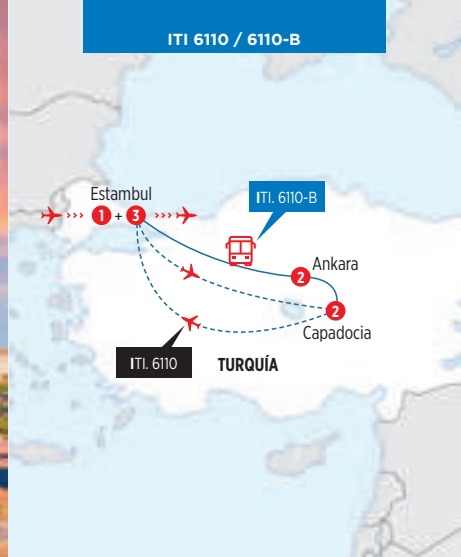 ITI 6110 / 6110-B
Estambul
1 + 3
ITI. 6110-B
2
Ankara
2
Capadocia
ITI. 6110
TURQUÍA